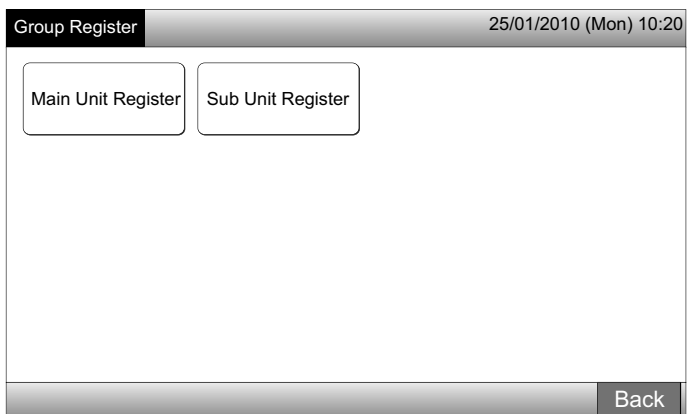 Group Register
25/01/2010 (Mon) 10:20
Main Unit Register
Sub Unit Register
Back